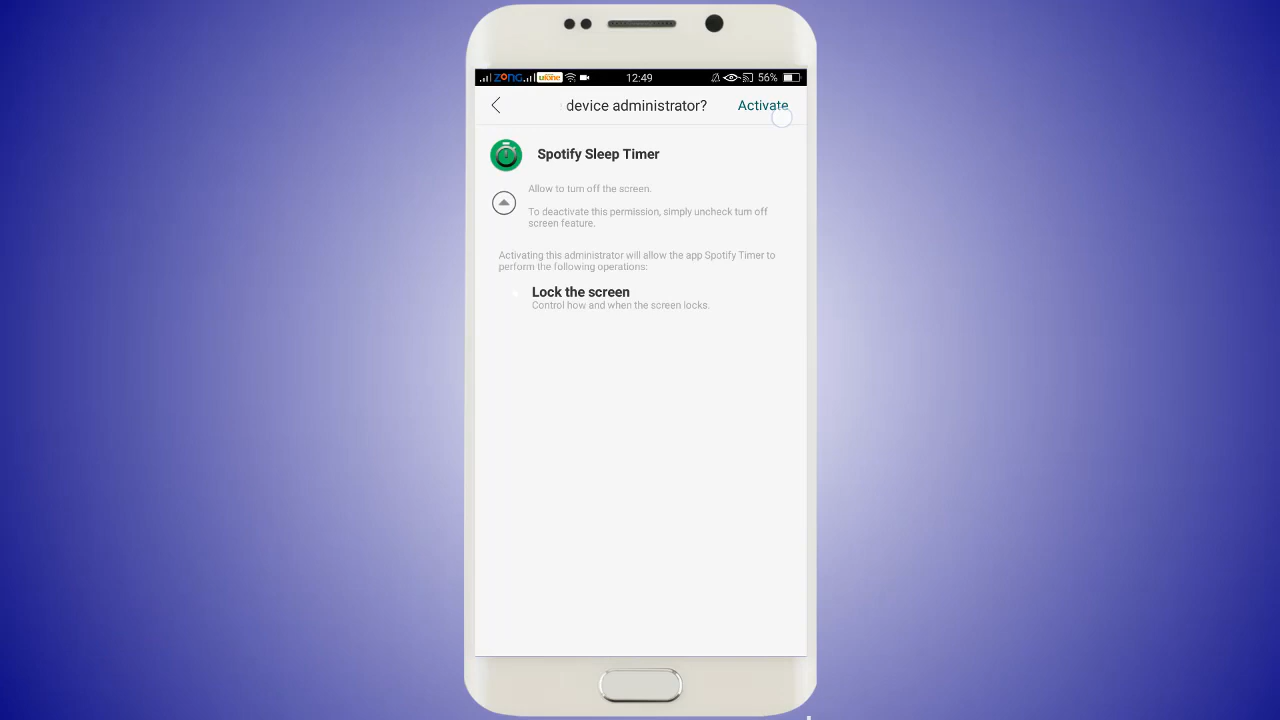 ZONG ufone 12:49 56%
device administrator? Activate
Spotify Sleep Timer
Allow to turn off the screen.
To deactivate this permission, simply uncheck turn off
screen feature.
Activating this administrator will allow the app Spotify Timer to
perform the following operations:
Lock the screen
Control how and when the screen locks.